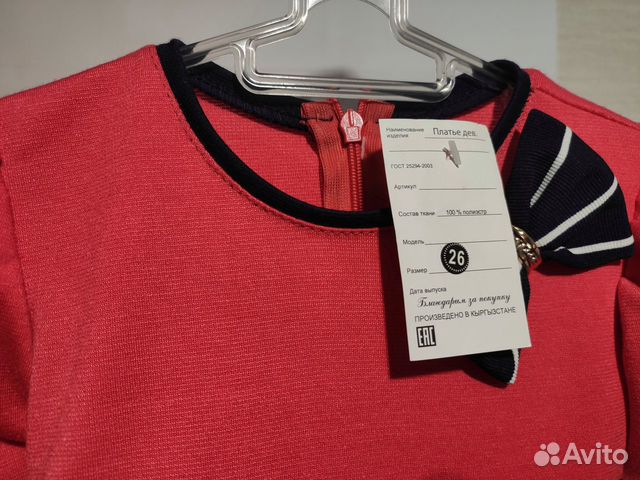 Наименование изделия Платье дев.
ГОСТ 25294-2003
Артикул
Состав ткани 100 % полиэстр
Модель
Размер 26
Дата выпуска
Благодарим за покупку
ПРОИЗВЕДЕНО В КЫРГЫЗСТАНЕ
EAC
Avito